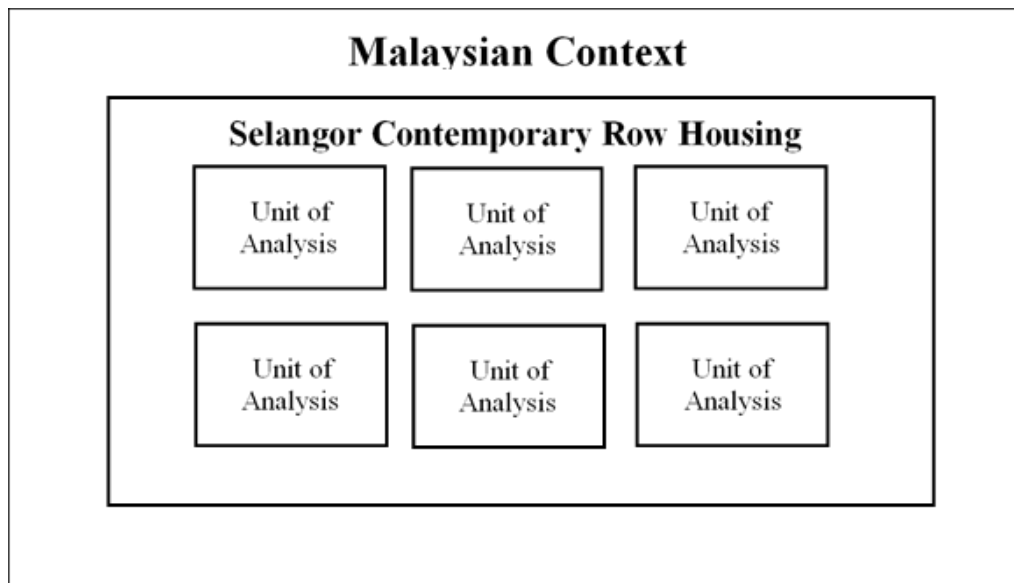 Malaysian Context
Selangor Contemporary Row Housing
Unit of
Analysis
Unit of
Analysis
Unit of
Analysis
Unit of
Analysis
Unit of
Analysis
Unit of
Analysis